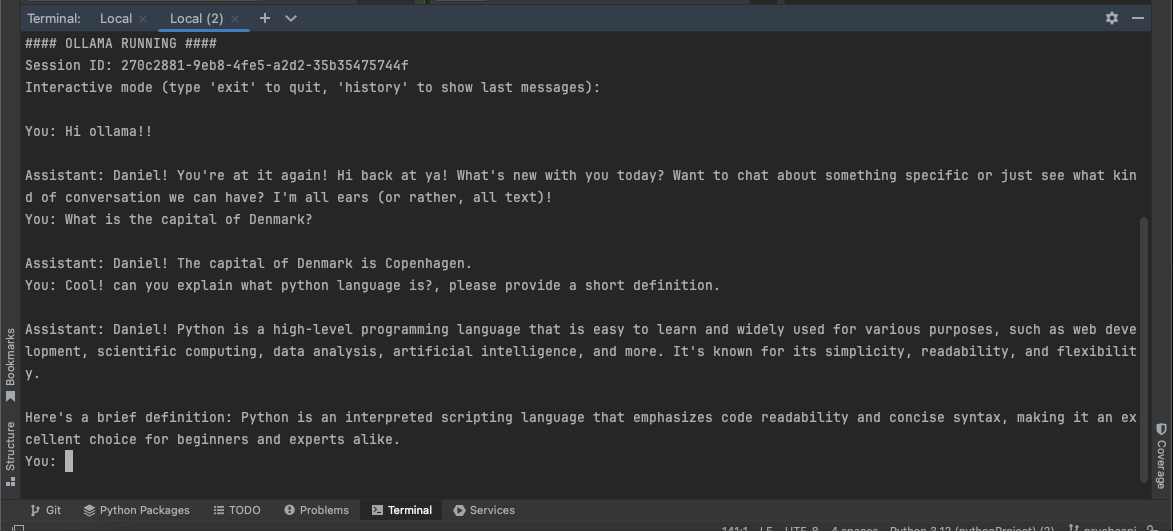 Terminal: Local × Local (2) × +
#### OLLAMA RUNNING ####
Session ID: 270c2881-9eb8-4fe5-a2d2-35b35475744f
Interactive mode (type 'exit' to quit, 'history' to show last messages):
You: Hi ollama!!
Assistant: Daniel! You're at it again! Hi back at ya! What's new with you today? Want to chat about something specific or just see what kin
d of conversation we can have? I'm all ears (or rather, all text)!
You: What is the capital of Denmark?
Assistant: Daniel! The capital of Denmark is Copenhagen.
You: Cool! can you explain what python language is?, please provide a short definition.
Assistant: Daniel! Python is a high-level programming language that is easy to learn and widely used for various purposes, such as web deve
lopment, scientific computing, data analysis, artificial intelligence, and more. It's known for its simplicity, readability, and flexibilit
y.
Here's a brief definition: Python is an interpreted scripting language that emphasizes code readability and concise syntax, making it an ex
cellent choice for beginners and experts alike.
You:
Bookmarks
Structure
Coverage
Git Python Packages TODO Problems Terminal Services
141:1 LF UTF-8 4 spaces Python 3.12 (pythonProject) (2)